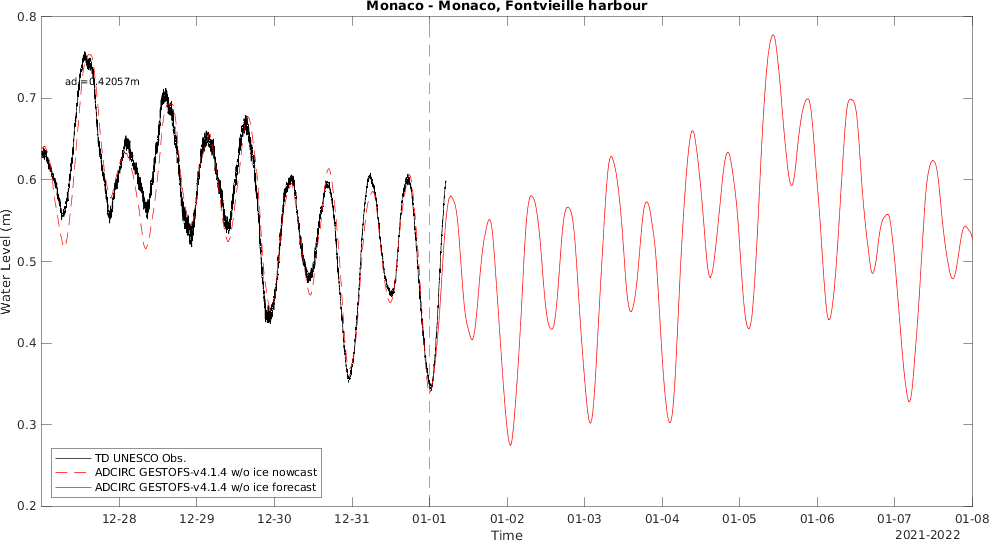 Monaco - Monaco, Fontvieille harbour
0.8
0.7
0.6
0.5
0.4
0.3
0.2
Water Level (m)
ad =0.42057m
TD UNESCO Obs.
ADCIRC GESTOFS-v4.1.4 w/o ice nowcast
ADCIRC GESTOFS-v4.1.4 w/o ice forecast
12-28 12-29 12-30 12-31 01-01 01-02 01-03 01-04 01-05 01-06 01-07 01-08
Time
2021-2022